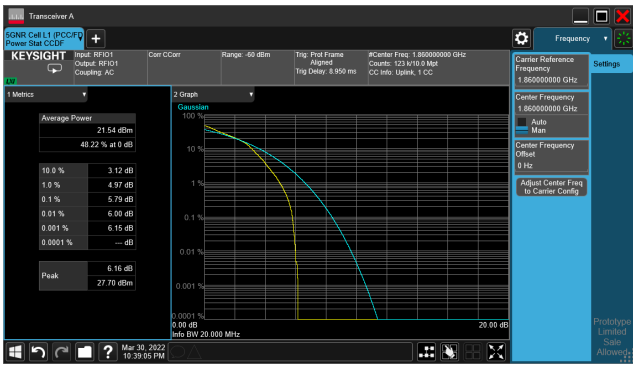 Transceiver A
5GNR Cell L1 (PCC/FD
Power Stat CCDF
Frequency
KEYSIGHT
LW
Input: RFIO1
Output: RFIO1
Coupling: AC
Corr CCorr
Range: -60 dBm
Trig: Prot Frame
Aligned
Trig Delay: 8.950 ms
#Center Freq: 1.860000000 GHz
Counts: 123 k/10.0 Mpt
CC Info: Uplink, 1 CC
Carrier Reference
Frequency
1.860000000 GHz
Settings
Center Frequency
1.860000000 GHz
Auto
Man
Center Frequency
Offset
0 Hz
Adjust Center Freq
to Carrier Config
1 Metrics
Average Power
21.54 dBm
48.22 % at 0 dB
10.0 % 3.12 dB
1.0 % 4.97 dB
0.1 % 5.79 dB
0.01 % 6.00 dB
0.001 % 6.15 dB
0.0001 % --- dB
Peak
6.16 dB
27.70 dBm
2 Graph
Gaussian
100 %
10 %
1 %
0.1 %
0.01 %
0.001 %
0.0001 %
0.00 dB 20.00 dB
Info BW 20.000 MHz
Mar 30, 2022
10:39:05 PM
Prototype
Limited
Sale
Allowed